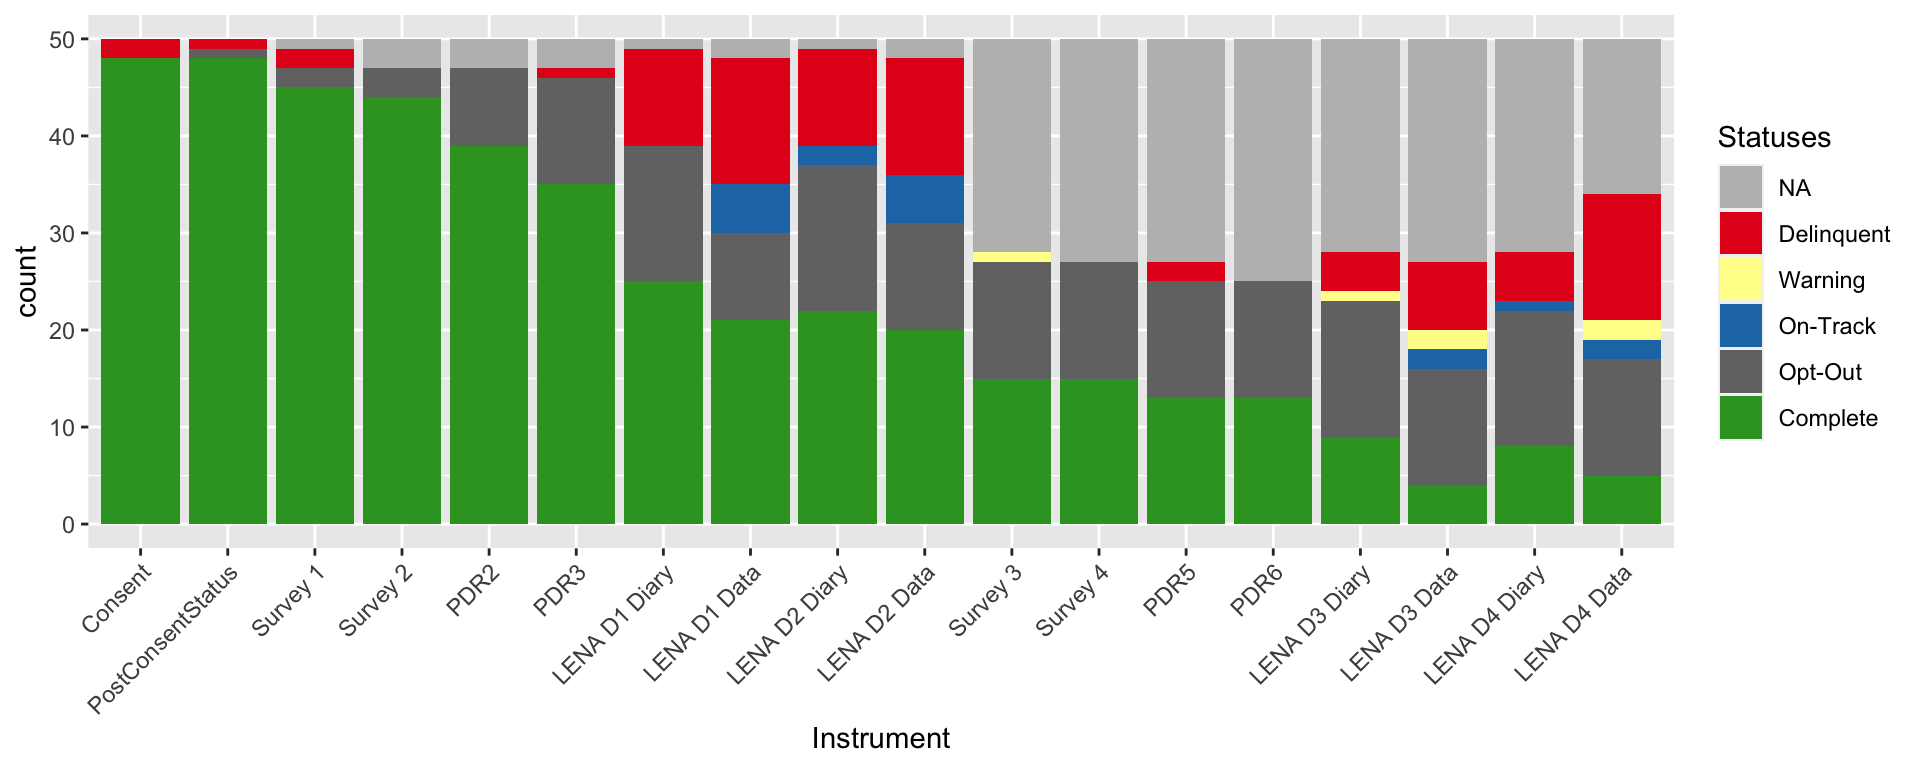 50
40
30
20
10
0
count
Consent
PostConsentStatus
Survey 1
Survey 2
PDR2
PDR3
LENA D1 Diary
LENA D1 Data
LENA D2 Diary
LENA D2 Data
Survey 3
Survey 4
PDR5
PDR6
LENA D3 Diary
LENA D3 Data
LENA D4 Diary
LENA D4 Data
Instrument
Statuses
NA
Delinquent
Warning
On-Track
Opt-Out
Complete